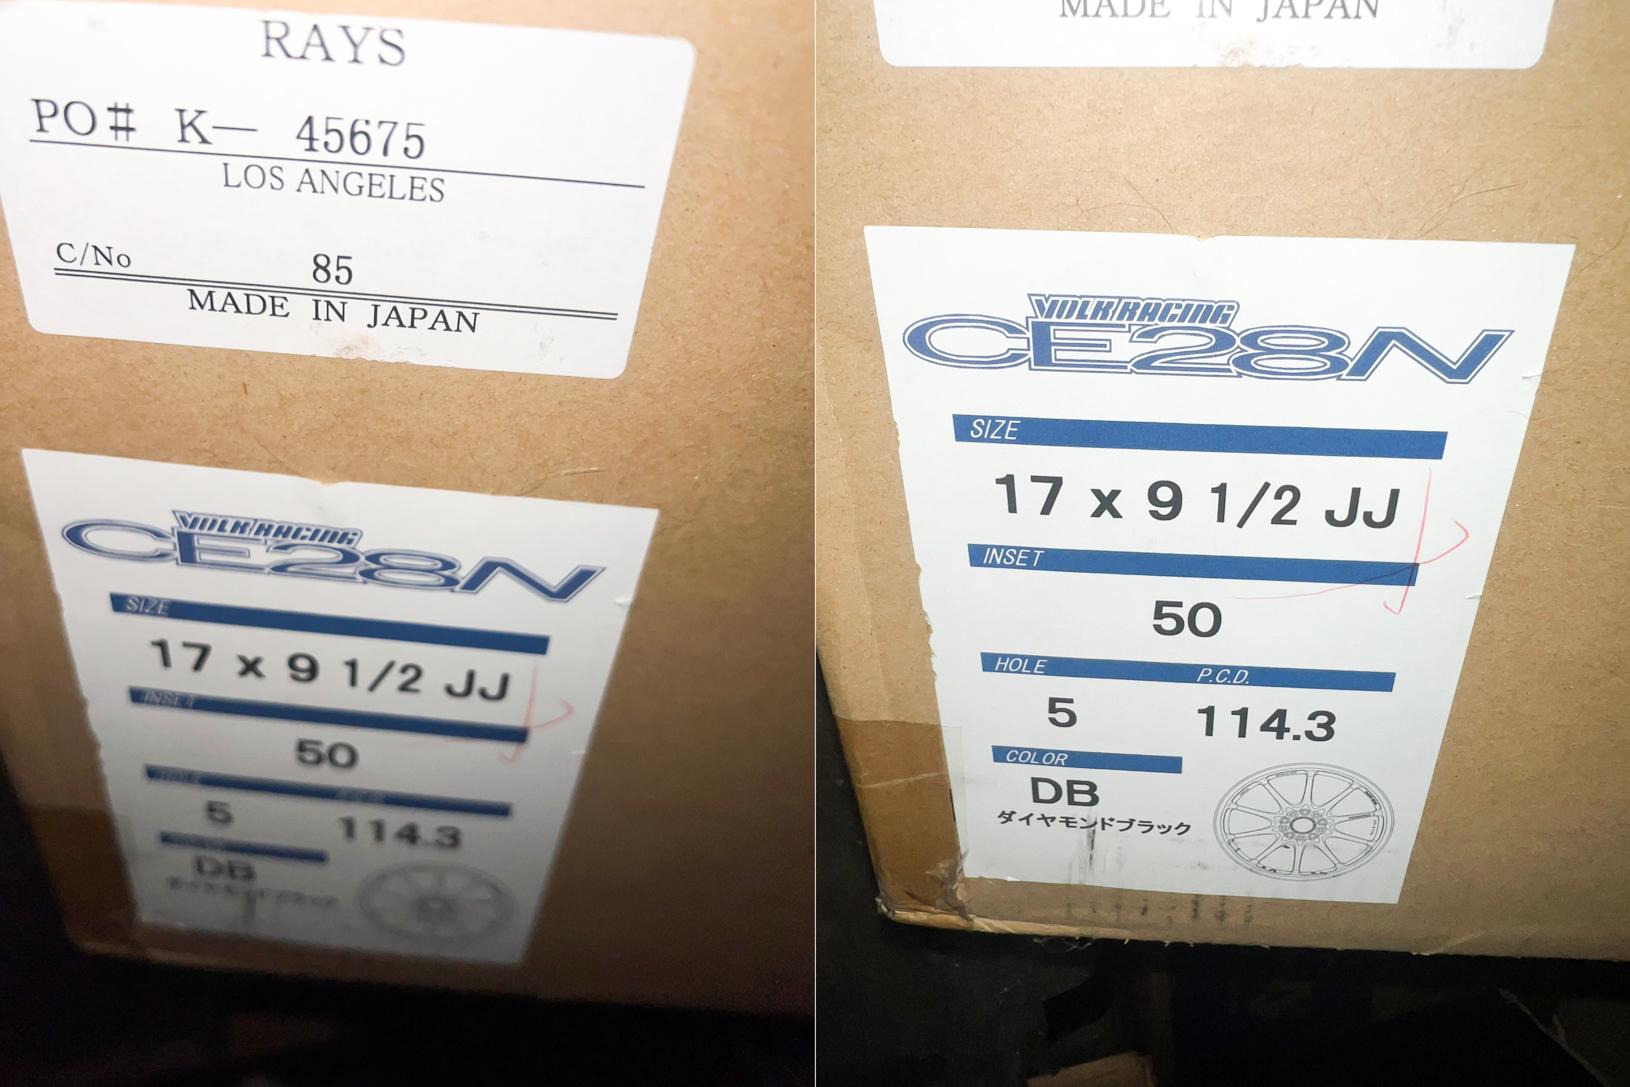 RAYS
PO# K— 45675
LOS ANGELES
C/No 85
MADE IN JAPAN
VOLK RACING
CE28N
SIZE
17 x 9 1/2 JJ
INSET
50
HOLE
5 114.3
DB
MADE IN JAPAN
VOLK RACING
CE28N
SIZE
17 x 9 1/2 JJ
INSET
50
HOLE P.C.D.
5 114.3
COLOR
DB
ダイヤモンドブラック